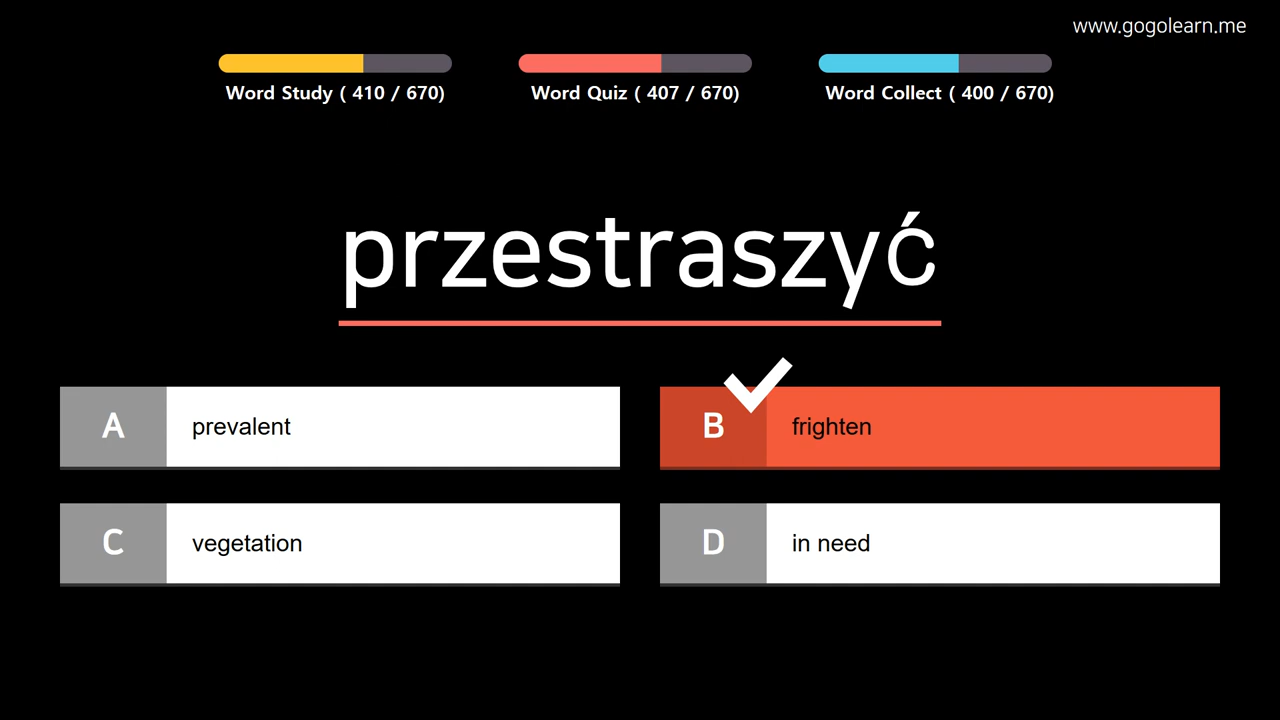 www.gogolearn.me
Word Study ( 410 / 670)
Word Quiz ( 407 / 670)
Word Collect ( 400 / 670)
przestraszyć
A prevalent
B frighten
C vegetation
D in need